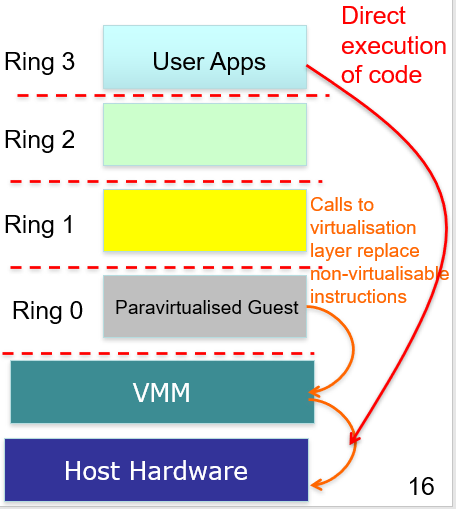 Direct
execution
of code
Ring 3
User Apps
Ring 2
Ring 1
Calls to
virtualisation
layer replace
non-virtualisable
instructions
Ring 0
Paravirtualised Guest
VMM
Host Hardware
16